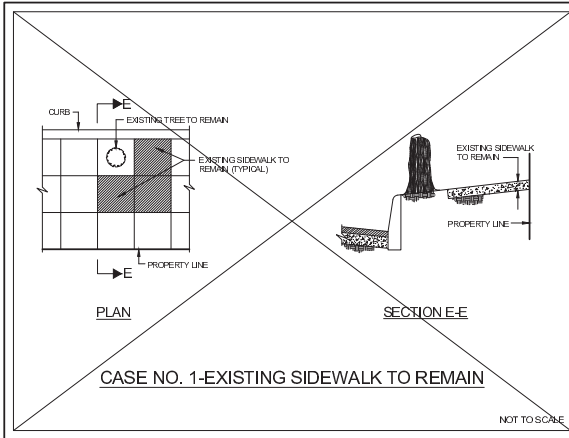 E
CURB
EXISTING TREE TO REMAIN
EXISTING SIDEWALK TO
REMAIN (TYPICAL)
PROPERTY LINE
E
PLAN
EXISTING SIDEWALK
TO REMAIN
PROPERTY LINE
SECTION E-E
CASE NO. 1-EXISTING SIDEWALK TO REMAIN
NOT TO SCALE